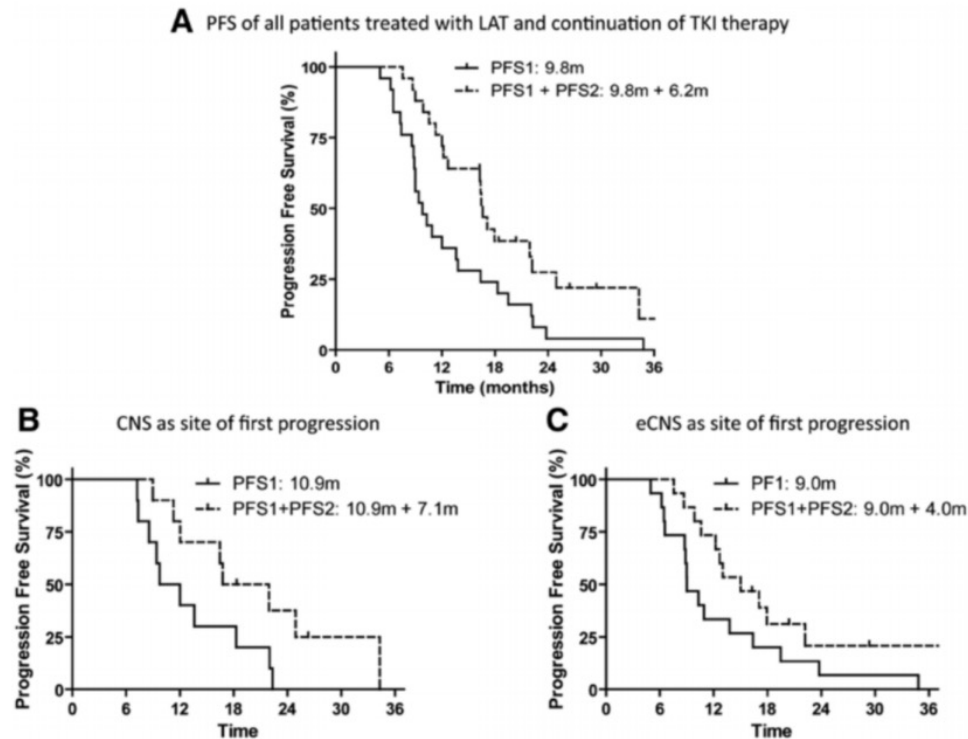 A PFS of all patients treated with LAT and continuation of TKI therapy
Progression Free Survival (%)
100
75
50
25
0
PFS1: 9.8m
PFS1 + PFS2: 9.8m + 6.2m
0 6 12 18 24 30 36
Time (months)
B CNS as site of first progression
Progression Free Survival (%)
100
75
50
25
0
PFS1: 10.9m
PFS1+PFS2: 10.9m + 7.1m
0 6 12 18 24 30 36
Time
C eCNS as site of first progression
Progression Free Survival (%)
100
75
50
25
0
PF1: 9.0m
PFS1+PFS2: 9.0m + 4.0m
0 6 12 18 24 30 36
Time